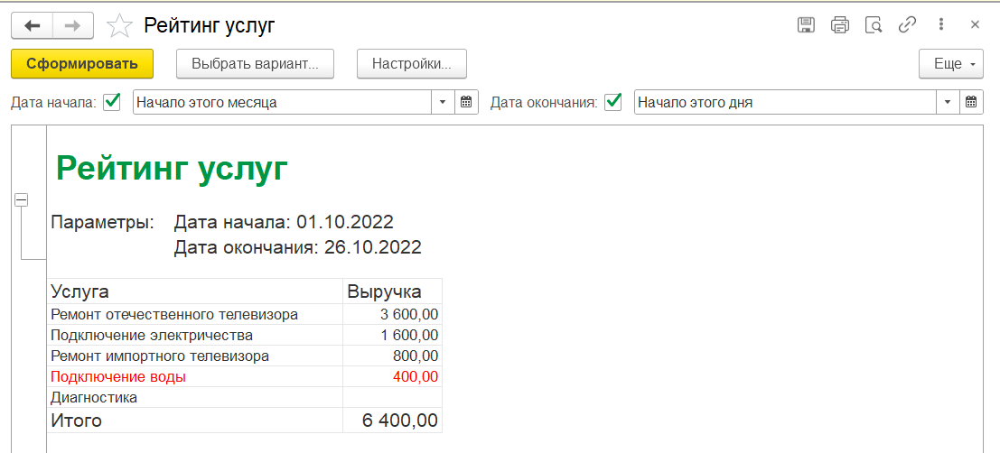 Рейтинг услуг
Сформировать Выбрать вариант... Настройки... Еще
Дата начала: Начало этого месяца Дата окончания: Начало этого дня
Рейтинг услуг
Параметры: Дата начала: 01.10.2022
Дата окончания: 26.10.2022
Услуга Выручка
Ремонт отечественного телевизора 3 600,00
Подключение электричества 1 600,00
Ремонт импортного телевизора 800,00
Подключение воды 400,00
Диагностика
Итого 6 400,00